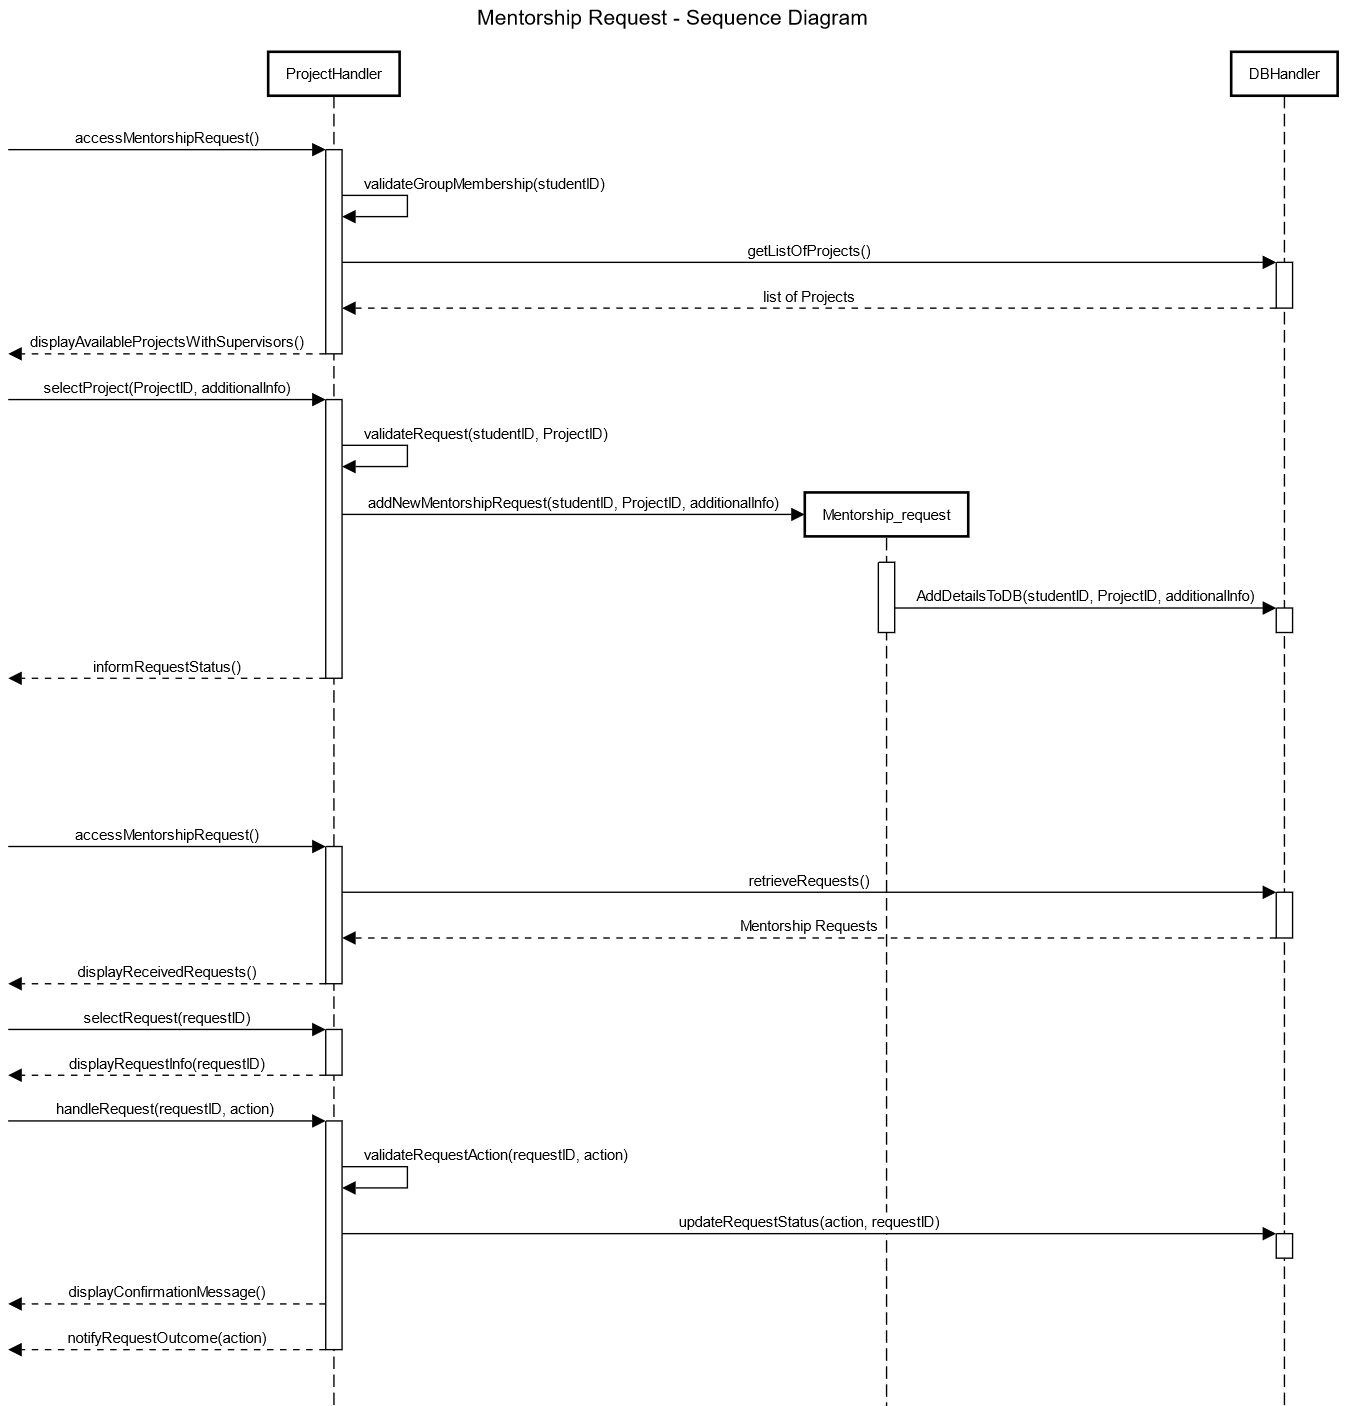 Mentorship Request - Sequence Diagram
ProjectHandler
DBHandler
accessMentorshipRequest()
validateGroupMembership(studentID)
getListOfProjects()
list of Projects
displayAvailableProjectsWithSupervisors()
selectProject(ProjectID, additionalInfo)
validateRequest(studentID, ProjectID)
addNewMentorshipRequest(studentID, ProjectID, additionalInfo)
Mentorship_request
AddDetailsToDB(studentID, ProjectID, additionalInfo)
informRequestStatus()
accessMentorshipRequest()
retrieveRequests()
Mentorship Requests
displayReceivedRequests()
selectRequest(requestID)
displayRequestInfo(requestID)
handleRequest(requestID, action)
validateRequestAction(requestID, action)
updateRequestStatus(action, requestID)
displayConfirmationMessage()
notifyRequestOutcome(action)